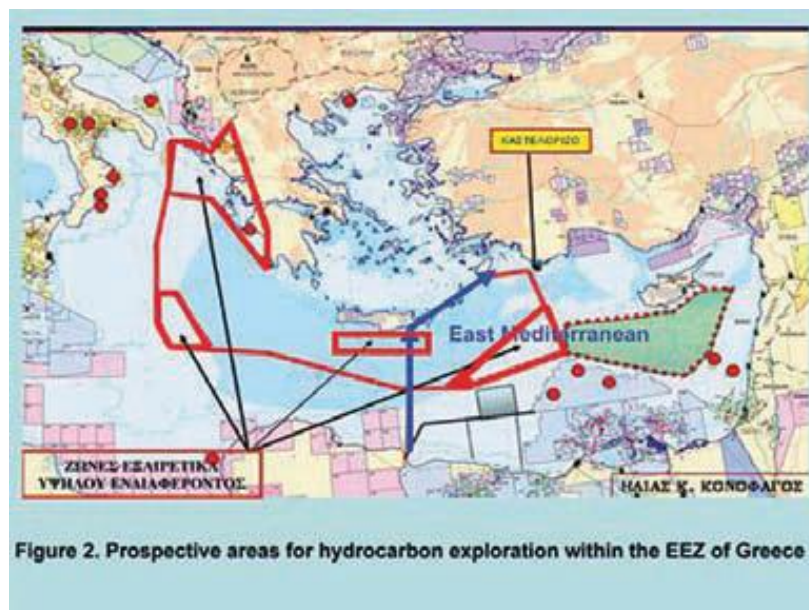 ΚΑΣΤΕΛΟΡΙΖΟ
East Mediterranean
ΖΩΝΕΣ ΕΞΑΙΡΕΤΙΚΑ
ΥΨΗΛΟΥ ΕΝΔΙΑΦΕΡΟΝΤΟΣ
ΗΛΙΑΣ Κ. ΚΟΝΟΦΑΓΟΣ
Figure 2. Prospective areas for hydrocarbon exploration within the EEZ of Greece